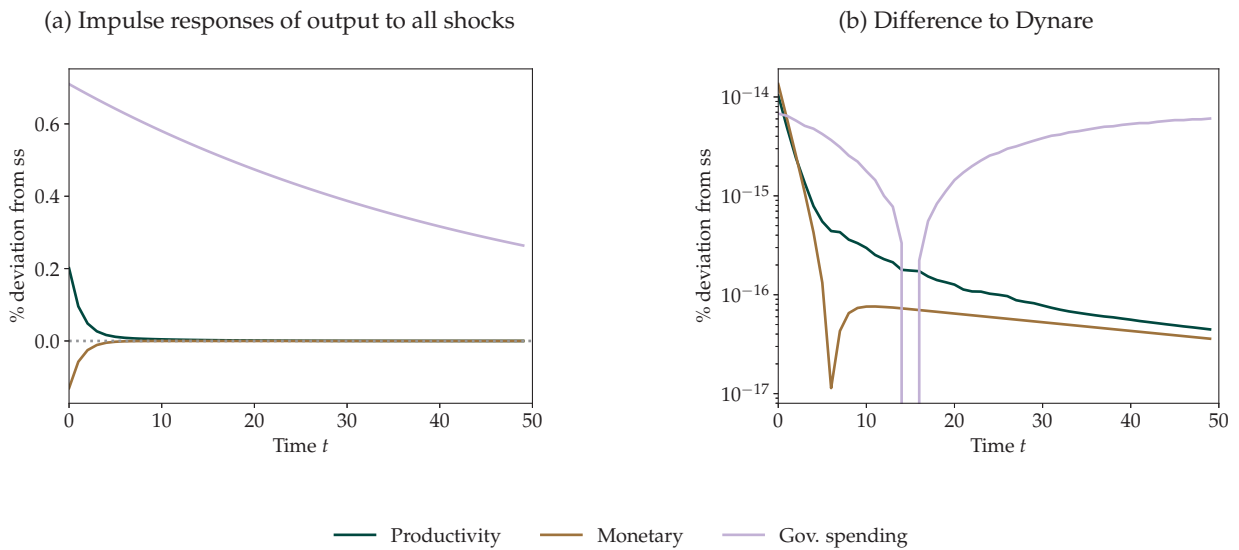 (a) Impulse responses of output to all shocks
% deviation from ss
0.6
0.4
0.2
0.0
0 10 20 30 40 50
Time t
(b) Difference to Dynare
% deviation from ss
10⁻¹⁴
10⁻¹⁵
10⁻¹⁶
10⁻¹⁷
0 10 20 30 40 50
Time t
Productivity Monetary Gov. spending